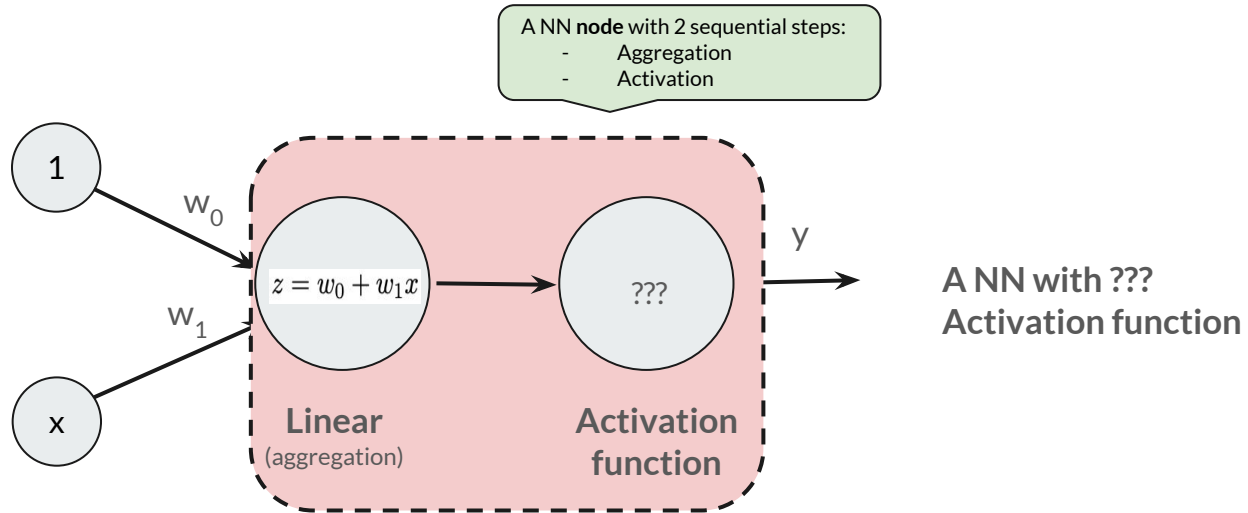 A NN node with 2 sequential steps:
- Aggregation
- Activation
1
w₀
z = w₀ + w₁x
???
y
A NN with ???
Activation function
w₁
x
Linear
(aggregation)
Activation
function